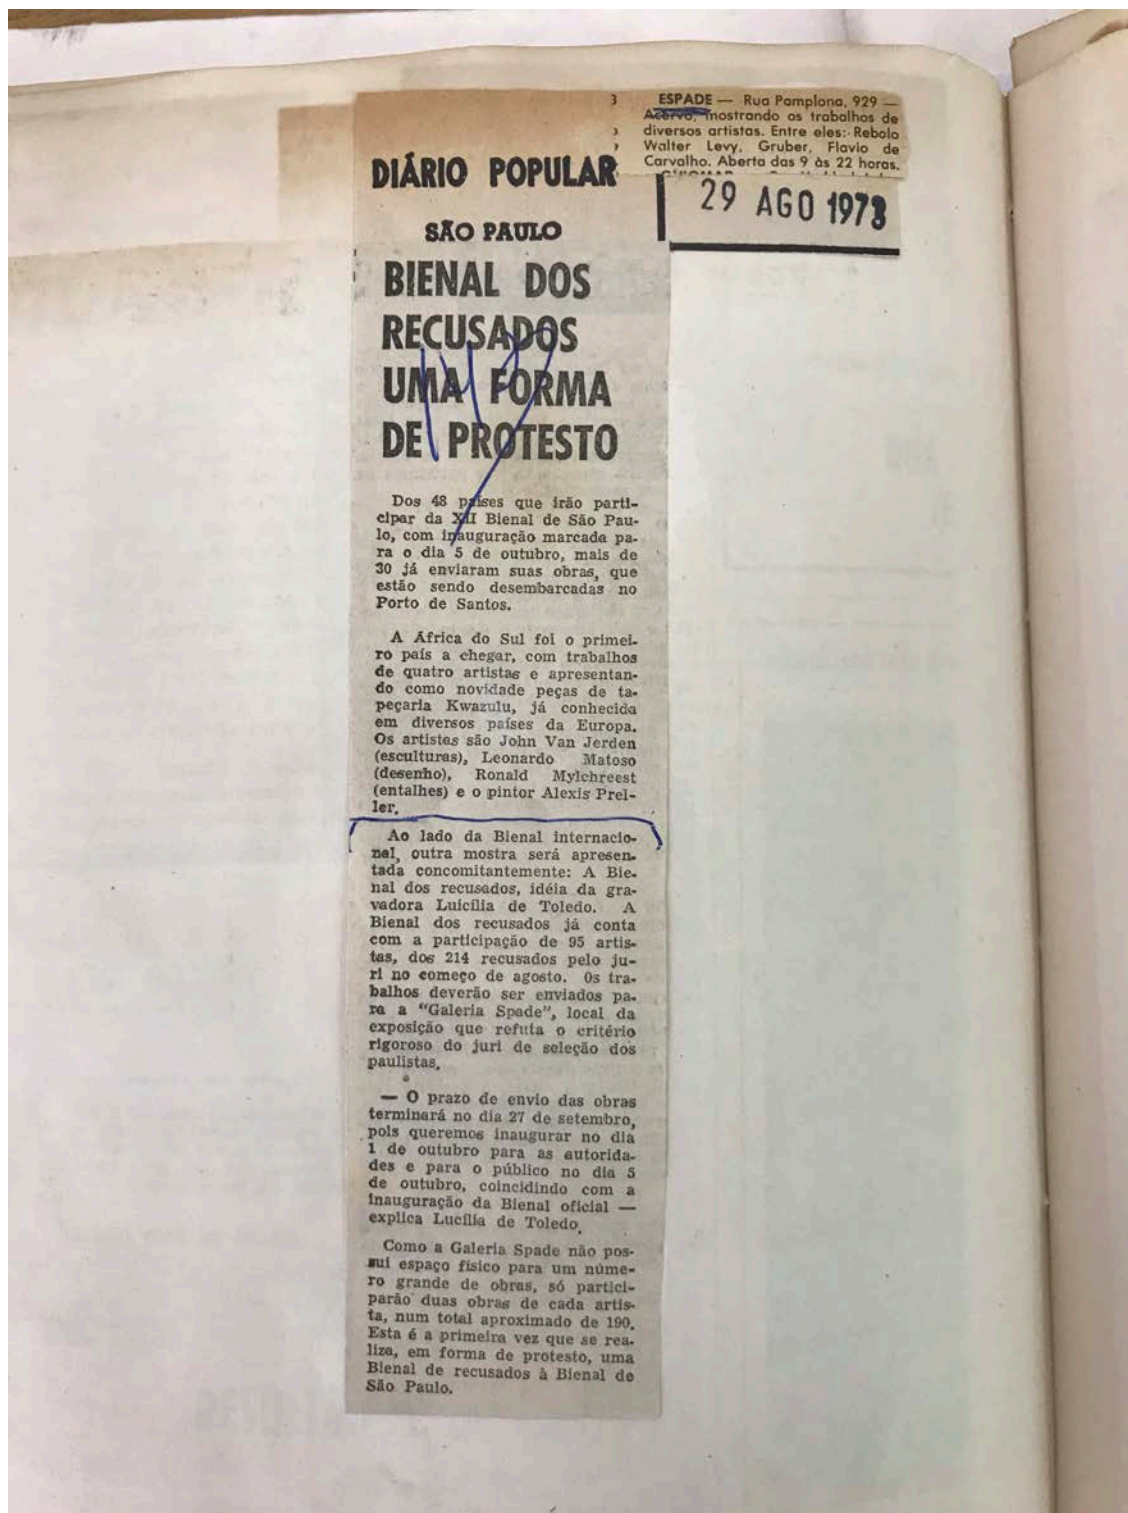 ESPADE — Rua Pamplona, 929 —
Acervo, mostrando os trabalhos de
diversos artistas. Entre eles: Rebolo
Walter Levy, Gruber, Flavio de
Carvalho. Aberta das 9 às 22 horas.
29 AGO 1973
DIÁRIO POPULAR
SÃO PAULO
BIENAL DOS
RECUSADOS
UMA FORMA
DE PROTESTO
Dos 48 países que irão parti-
cipar da XII Bienal de São Pau-
lo, com inauguração marcada pa-
ra o dia 5 de outubro, mais de
30 já enviaram suas obras, que
estão sendo desembarcadas no
Porto de Santos.
A África do Sul foi o primei-
ro país a chegar, com trabalhos
de quatro artistas e apresentan-
do como novidade peças de ta-
peçaria Kwazulu, já conhecida
em diversos países da Europa.
Os artistas são John Van Jerden
(esculturas), Leonardo Matoso
(desenho), Ronald Mylchreest
(entalhes) e o pintor Alexis Prel-
ler.
Ao lado da Bienal internacio-
nal, outra mostra será apresen-
tada concomitantemente: A Bie-
nal dos recusados, idéia da gra-
vadora Luicília de Toledo. A
Bienal dos recusados já conta
com a participação de 95 artis-
tas, dos 214 recusados pelo ju-
ri no começo de agosto. Os tra-
balhos deverão ser enviados pa-
ra a "Galeria Spade", local da
exposição que refuta o critério
rigoroso do juri de seleção dos
paulistas.
— O prazo de envio das obras
terminará no dia 27 de setembro,
pois queremos inaugurar no dia
1 de outubro para as autorida-
des e para o público no dia 5
de outubro, coincidindo com a
inauguração da Bienal oficial —
explica Lucília de Toledo.
Como a Galeria Spade não pos-
sui espaço físico para um núme-
ro grande de obras, só partici-
parão duas obras de cada artis-
ta, num total aproximado de 190.
Esta é a primeira vez que se rea-
liza, em forma de protesto, uma
Bienal de recusados à Bienal de
São Paulo.